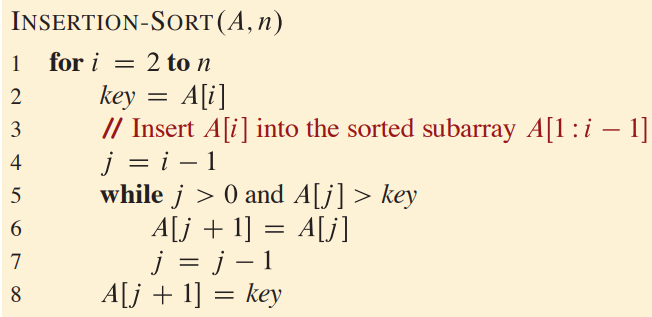 INSERTION-SORT(A, n)
1 for i = 2 to n
2 key = A[i]
3 // Insert A[i] into the sorted subarray A[1 : i − 1]
4 j = i − 1
5 while j > 0 and A[j] > key
6 A[j + 1] = A[j]
7 j = j − 1
8 A[j + 1] = key